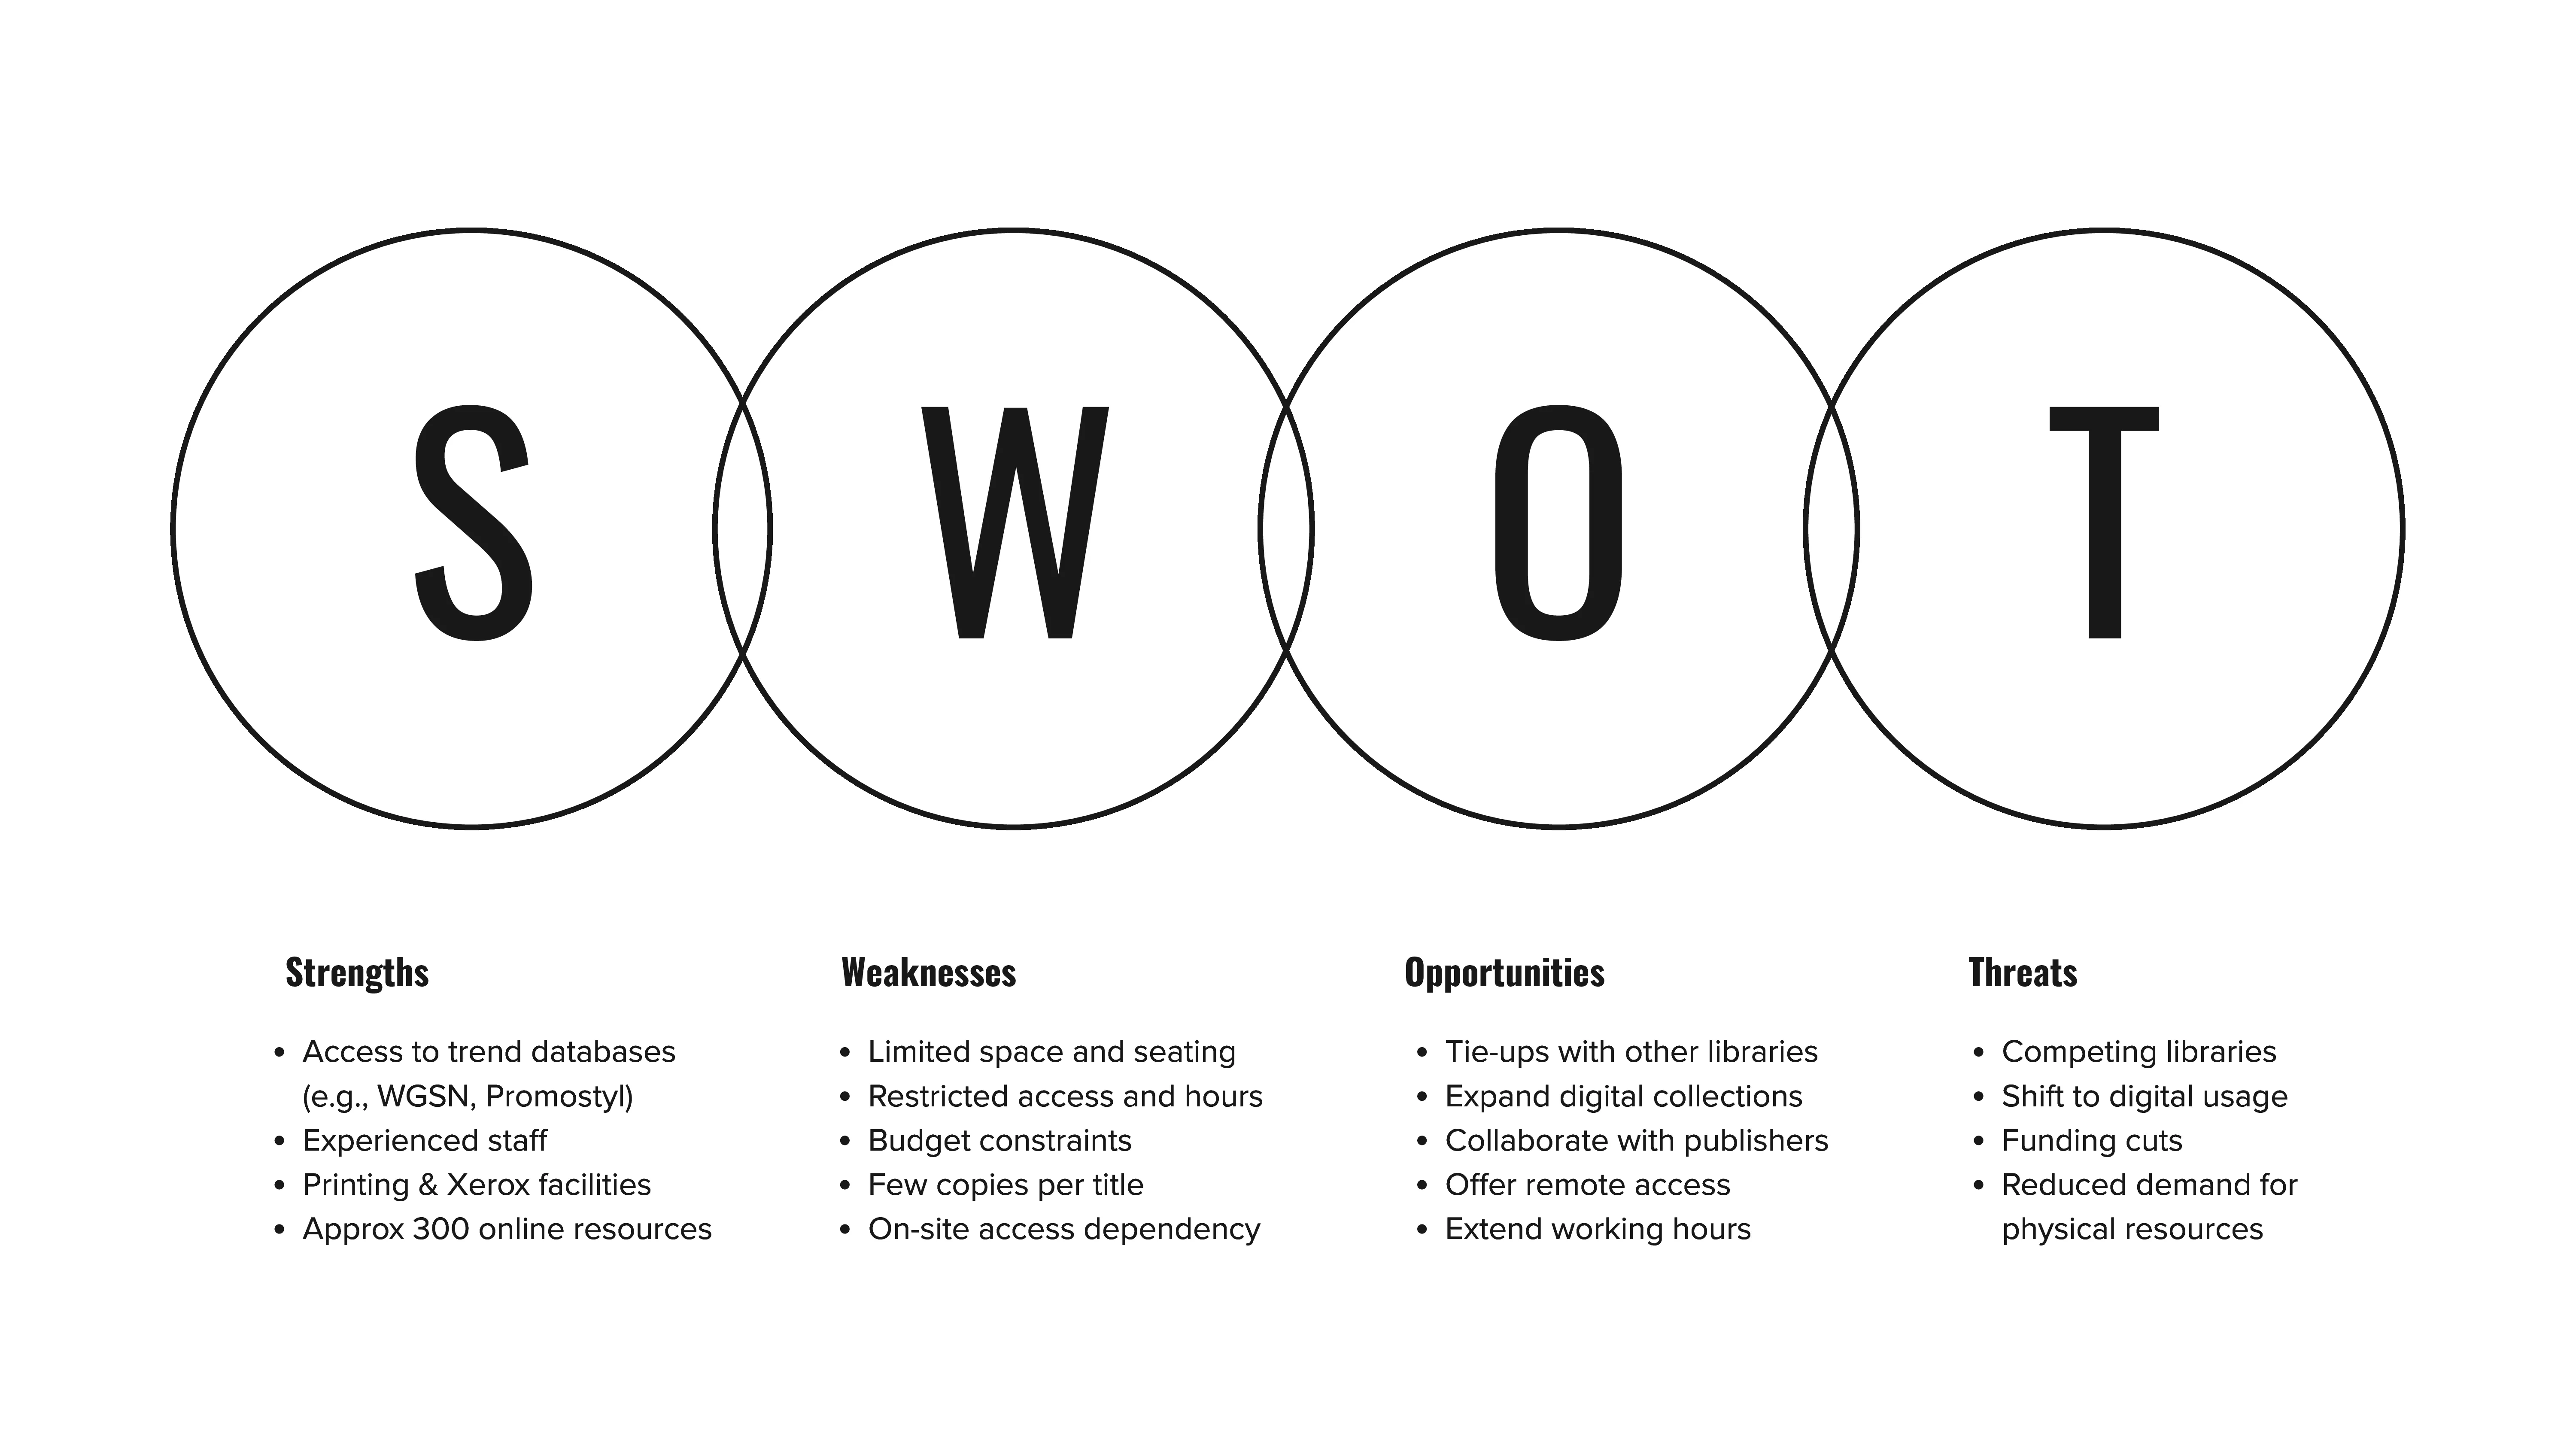 S W O T
Strengths
• Access to trend databases
(e.g., WGSN, Promostyl)
• Experienced staff
• Printing & Xerox facilities
• Approx 300 online resources
Weaknesses
• Limited space and seating
• Restricted access and hours
• Budget constraints
• Few copies per title
• On-site access dependency
Opportunities
• Tie-ups with other libraries
• Expand digital collections
• Collaborate with publishers
• Offer remote access
• Extend working hours
Threats
• Competing libraries
• Shift to digital usage
• Funding cuts
• Reduced demand for
physical resources